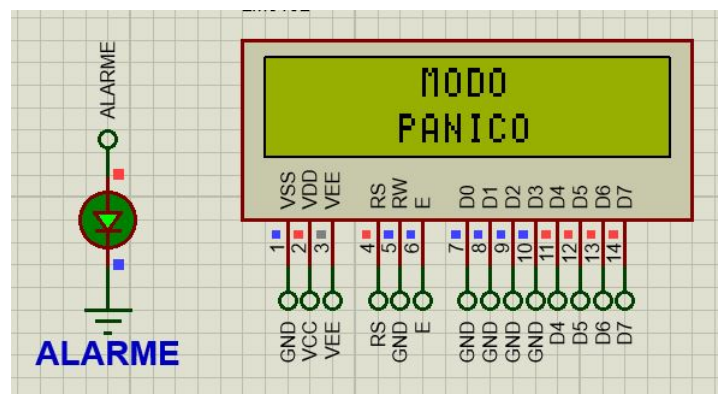 ALARME
ALARME
MODO
PANICO
VSS VDD VEE RS RW E D0 D1 D2 D3 D4 D5 D6 D7
1 2 3 4 5 6 7 8 9 10 11 12 13 14
GND VCC VEE RS GND E GND GND GND GND D4 D5 D6 D7